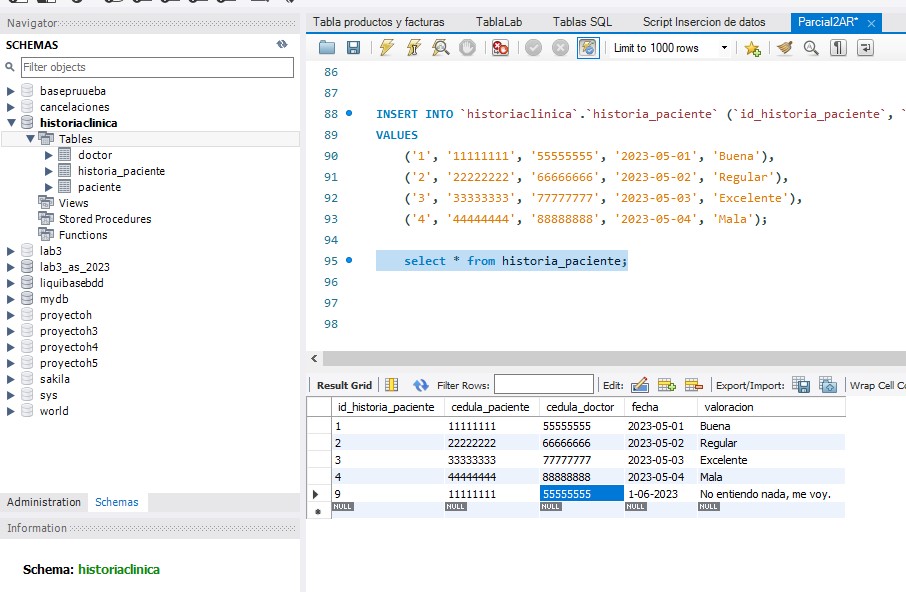 Navigator
SCHEMAS
Filter objects
basepruueba
cancelaciones
historiaclinica
Tables
doctor
historia_paciente
paciente
Views
Stored Procedures
Functions
lab3
lab3_as_2023
liquibasebdd
mydb
proyectoh
proyectoh3
proyectoh4
proyectoh5
sakila
sys
world
Administration Schemas
Information
Schema: historiaclinica
Tabla productos y facturas TablaLab Tablas SQL Script Insercion de datos Parcial2AR*
Limit to 1000 rows
86
87
88 INSERT INTO `historiaclinica`.`historia_paciente` (`id_historia_paciente`, `
89 VALUES
90 ('1', '11111111', '55555555', '2023-05-01', 'Buena'),
91 ('2', '22222222', '66666666', '2023-05-02', 'Regular'),
92 ('3', '33333333', '77777777', '2023-05-03', 'Excelente'),
93 ('4', '44444444', '88888888', '2023-05-04', 'Mala');
94
95 select * from historia_paciente;
96
97
98
Result Grid Filter Rows: Edit: Export/Import: Wrap Cell Co
id_historia_paciente cedula_paciente cedula_doctor fecha valoracion
1 11111111 55555555 2023-05-01 Buena
2 22222222 66666666 2023-05-02 Regular
3 33333333 77777777 2023-05-03 Excelente
4 44444444 88888888 2023-05-04 Mala
9 11111111 55555555 1-06-2023 No entiendo nada, me voy.
NULL NULL NULL NULL NULL